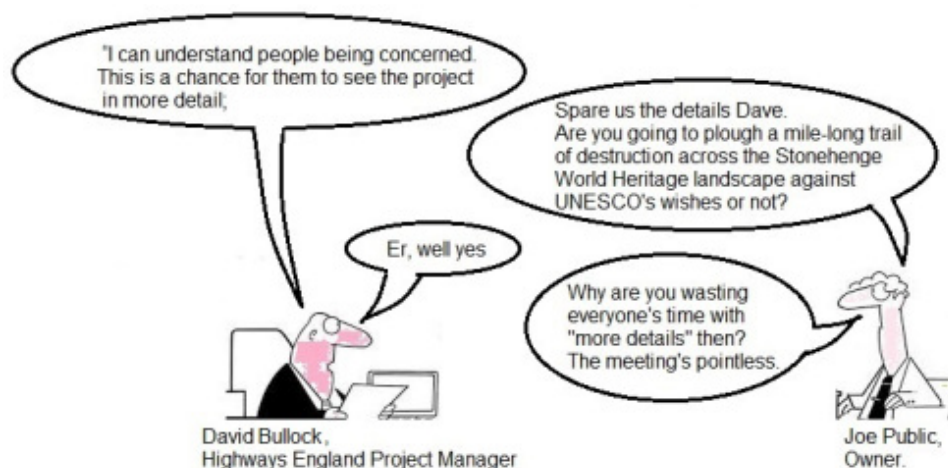 "I can understand people being concerned.
This is a chance for them to see the project
in more detail;
Spare us the details Dave.
Are you going to plough a mile-long trail
of destruction across the Stonehenge
World Heritage landscape against
UNESCO's wishes or not?
Er, well yes
Why are you wasting
everyone's time with
"more details" then?
The meeting's pointless.
David Bullock,
Highways England Project Manager
Joe Public,
Owner.